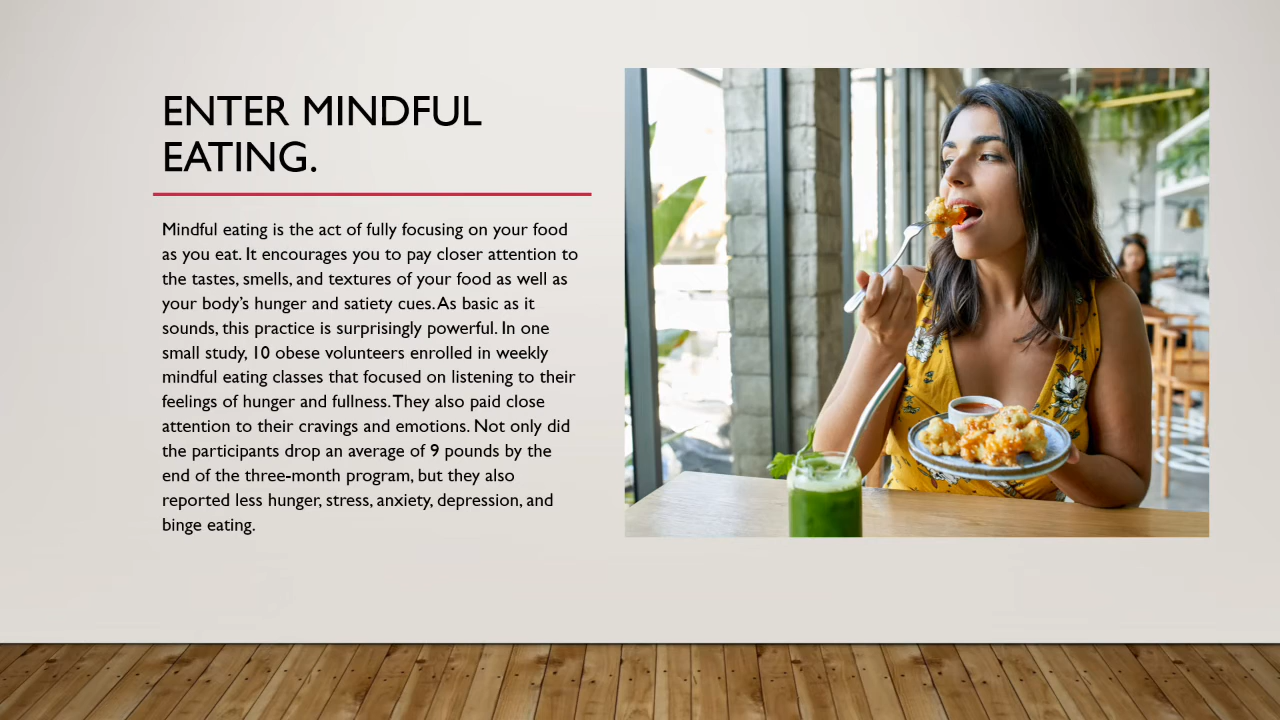 ENTER MINDFUL
EATING.
Mindful eating is the act of fully focusing on your food
as you eat. It encourages you to pay closer attention to
the tastes, smells, and textures of your food as well as
your body’s hunger and satiety cues. As basic as it
sounds, this practice is surprisingly powerful. In one
small study, 10 obese volunteers enrolled in weekly
mindful eating classes that focused on listening to their
feelings of hunger and fullness. They also paid close
attention to their cravings and emotions. Not only did
the participants drop an average of 9 pounds by the
end of the three-month program, but they also
reported less hunger, stress, anxiety, depression, and
binge eating.